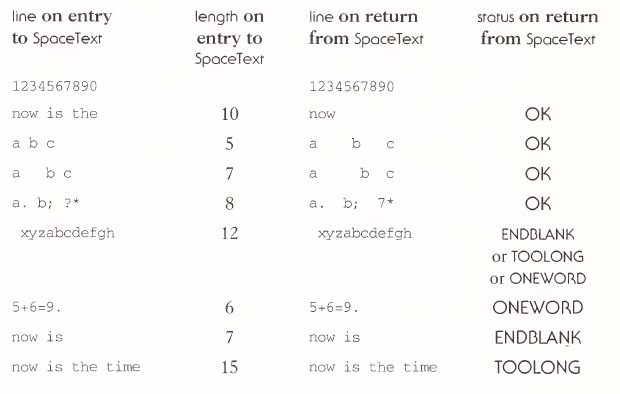 line on entry to SpaceText | length on entry to SpaceText | line on return from SpaceText | status on return from SpaceText
1234567890 | 1234567890
now is the | 10 | now | OK
a b c | 5 | a b c | OK
a b c | 7 | a b c | OK
a. b; ?* | 8 | a. b; 7* | OK
xyzabcdefgh | 12 | xyzabcdefgh | ENDBLANK
or TOOLONG
or ONEWORD
5+6=9. | 6 | 5+6=9. | ONEWORD
now is | 7 | now is | ENDBLANK
now is the time | 15 | now is the time | TOOLONG